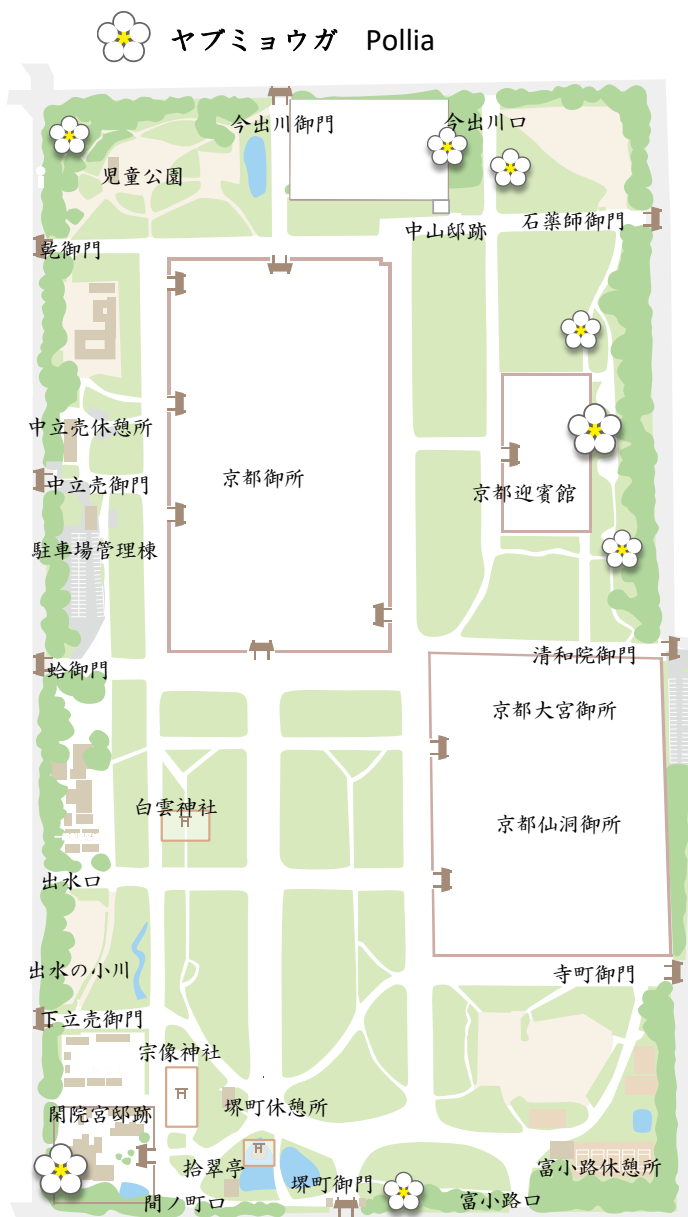 ヤブミョウガ Pollia
今出川御門
今出川口
児童公園
中山邸跡
石薬師御門
乾御門
中立売休憩所
京都御所
中立売御門
京都迎賓館
駐車場管理棟
清和院御門
蛤御門
京都大宮御所
白雲神社
京都仙洞御所
出水口
出水の小川
寺町御門
下立売御門
宗像神社
閑院宮邸跡
堺町休憩所
拾翠亭
富小路休憩所
堺町御門
間ノ町口
富小路口